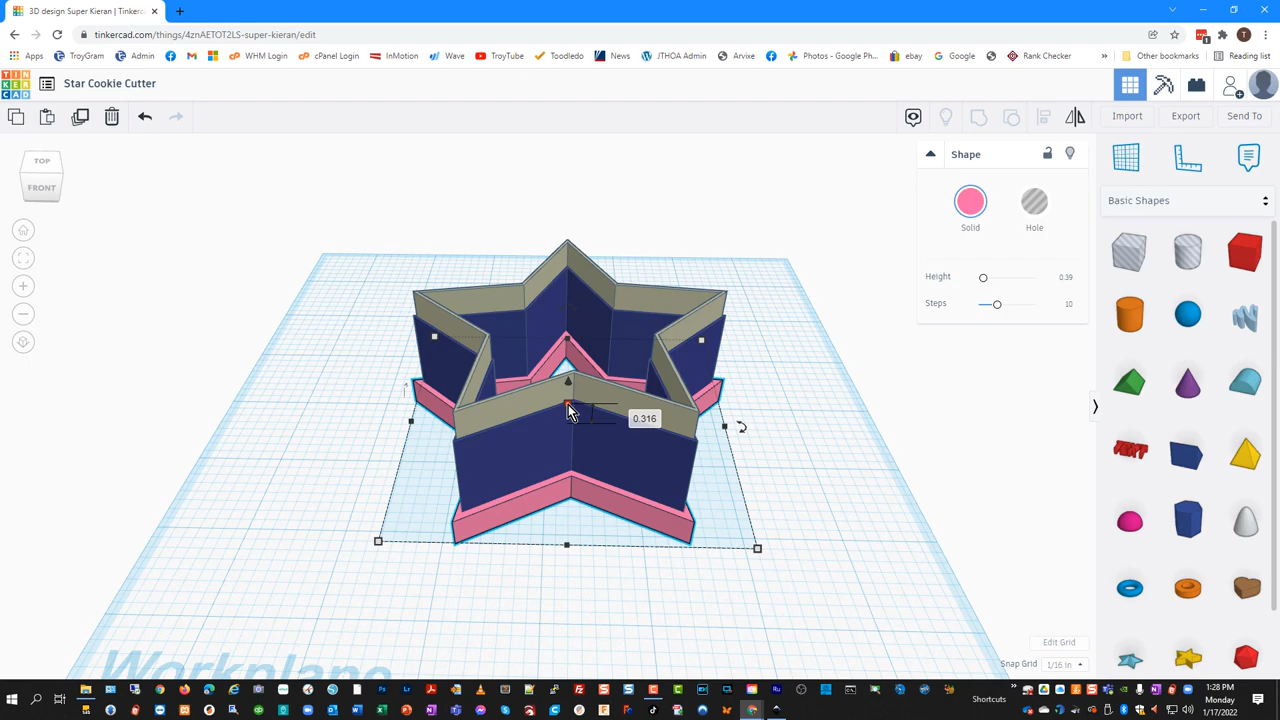 3D design Super Kieran | Tinkerc
tinkercad.com/things/4znAETOT2LS-super-kieran/edit
Apps
TroyGram
Admin
WHM Login
cPanel Login
InMotion
Wave
YouTube
Toodledo
News
JTHOA Admin
Arvixe
Photos - Google Ph...
ebay
Google
Rank Checker
»
Other bookmarks
Reading list
TIN
KER
CAD
Star Cookie Cutter
Import
Export
Send To
TOP
FRONT
Shape
Solid
Hole
Height
0.39
Steps
10
Basic Shapes
0.316
Workplane
Edit Grid
Snap Grid
1/16 in
Shortcuts
»
1:28 PM
Monday
1/17/2022